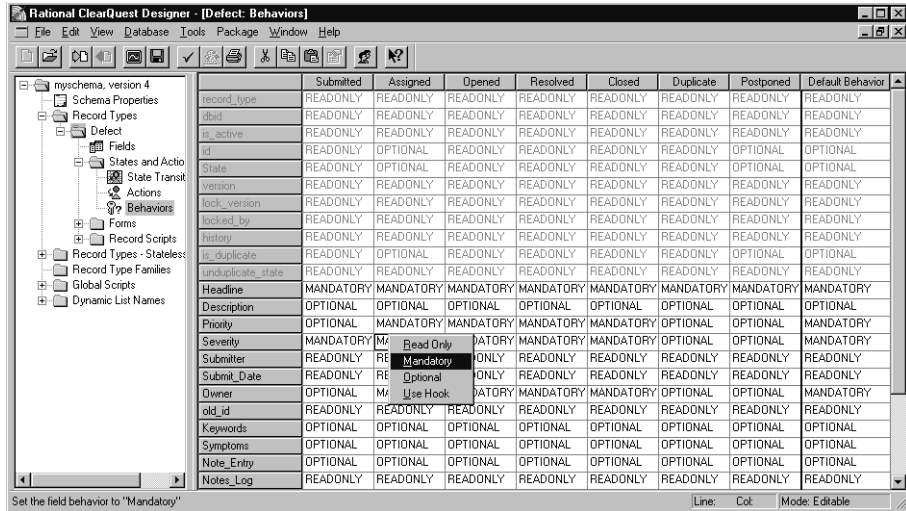 Rational ClearQuest Designer - [Defect: Behaviors]
File Edit View Database Tools Package Window Help
myschema, version 4
Schema Properties
Record Types
Defect
Fields
States and Actio
State Transit
Actions
Behaviors
Forms
Record Scripts
Record Types - Stateless
Record Type Families
Global Scripts
Dynamic List Names
Submitted Assigned Opened Resolved Closed Duplicate Postponed Default Behavior
record_type READONLY READONLY READONLY READONLY READONLY READONLY READONLY READONLY
dbid READONLY READONLY READONLY READONLY READONLY READONLY READONLY READONLY
is_active READONLY READONLY READONLY READONLY READONLY READONLY READONLY READONLY
id READONLY OPTIONAL READONLY READONLY READONLY READONLY OPTIONAL OPTIONAL
State READONLY OPTIONAL READONLY READONLY READONLY READONLY OPTIONAL OPTIONAL
version READONLY READONLY READONLY READONLY READONLY READONLY READONLY READONLY
lock_version READONLY READONLY READONLY READONLY READONLY READONLY READONLY READONLY
locked_by READONLY READONLY READONLY READONLY READONLY READONLY READONLY READONLY
history READONLY READONLY READONLY READONLY READONLY READONLY READONLY READONLY
is_duplicate READONLY OPTIONAL READONLY READONLY READONLY READONLY OPTIONAL OPTIONAL
unduplicate_state READONLY READONLY READONLY READONLY READONLY READONLY READONLY READONLY
Headline MANDATORY MANDATORY MANDATORY MANDATORY MANDATORY MANDATORY MANDATORY MANDATORY
Description OPTIONAL OPTIONAL OPTIONAL OPTIONAL OPTIONAL OPTIONAL OPTIONAL OPTIONAL
Priority OPTIONAL MANDATORY MANDATORY MANDATORY MANDATORY OPTIONAL OPTIONAL MANDATORY
Severity MANDATORY MA DATORY MANDATORY MANDATORY OPTIONAL OPTIONAL MANDATORY
Submitter READONLY RE ONLY READONLY READONLY READONLY READONLY READONLY
Submit_Date READONLY RE ONLY READONLY READONLY READONLY READONLY READONLY
Owner OPTIONAL MA DATORY MANDATORY MANDATORY OPTIONAL OPTIONAL MANDATORY
old_id READONLY READONLY READONLY READONLY READONLY READONLY READONLY READONLY
Keywords OPTIONAL OPTIONAL OPTIONAL OPTIONAL OPTIONAL OPTIONAL OPTIONAL OPTIONAL
Symptoms OPTIONAL OPTIONAL OPTIONAL OPTIONAL OPTIONAL OPTIONAL OPTIONAL OPTIONAL
Note_Entry OPTIONAL OPTIONAL OPTIONAL OPTIONAL OPTIONAL OPTIONAL OPTIONAL OPTIONAL
Notes_Log READONLY READONLY READONLY READONLY READONLY READONLY READONLY READONLY
Read Only
Mandatory
Optional
Use Hook
Set the field behavior to "Mandatory" Line: Col: Mode: Editable